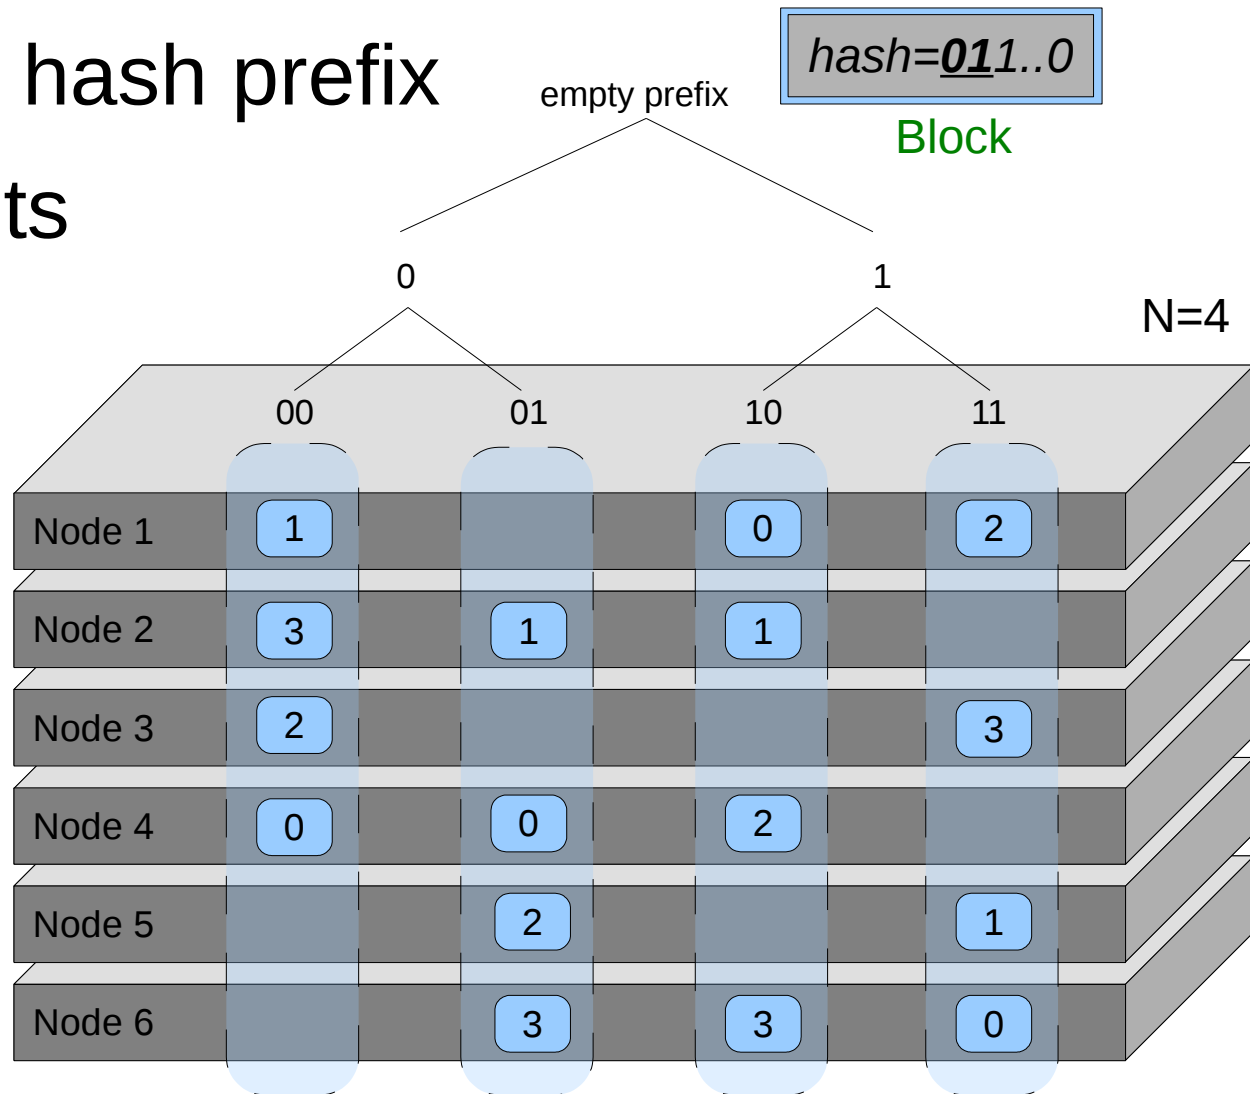 hash prefix
hash=011..0
empty prefix
Block
ts
0 1
N=4
00 01 10 11
Node 1 1 0 2
Node 2 3 1 1
Node 3 2 3
Node 4 0 0 2
Node 5 2 1
Node 6 3 3 0